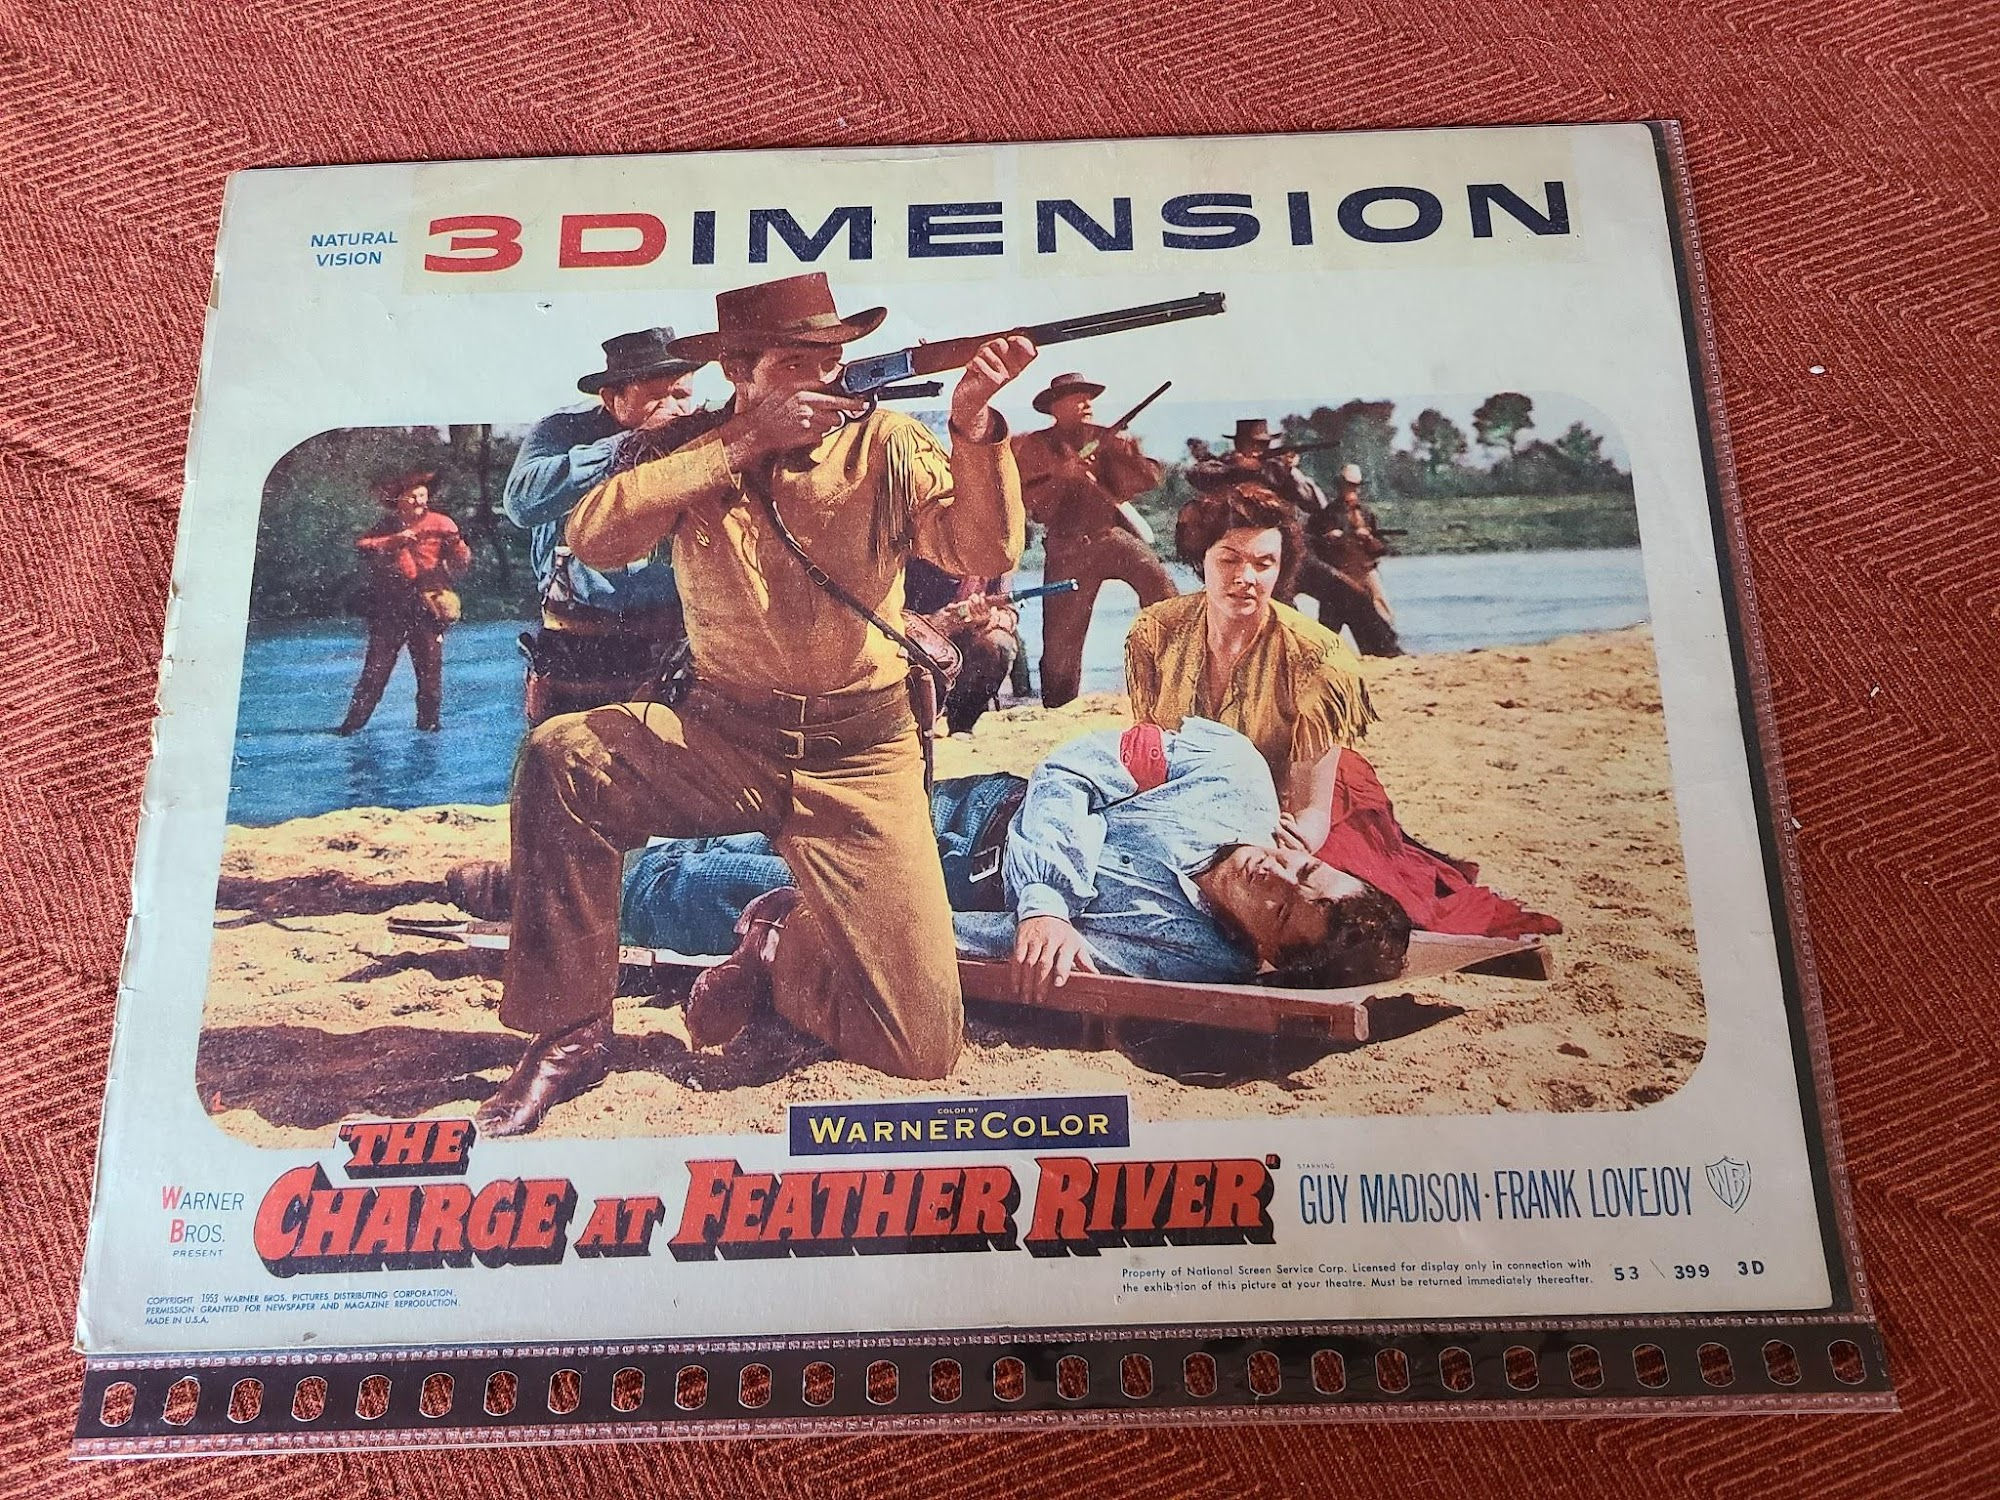 NATURAL
VISION
3 DIMENSION
COLOR BY
WARNERCOLOR
WARNER
BROS.
PRESENT
"THE
CHARGE AT FEATHER RIVER"
STARRING
GUY MADISON · FRANK LOVEJOY
WB
Property of National Screen Service Corp. Licensed for display only in connection with
the exhibition of this picture at your theatre. Must be returned immediately thereafter.
53 \ 399 3D
COPYRIGHT 1953 WARNER BROS. PICTURES DISTRIBUTING CORPORATION.
PERMISSION GRANTED FOR NEWSPAPER AND MAGAZINE REPRODUCTION.
MADE IN U.S.A.